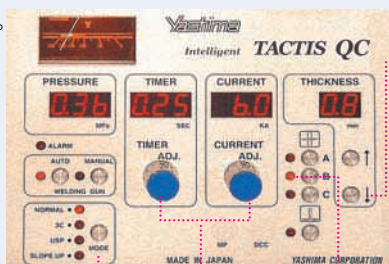 Yashima
Intelligent TACTIS QC
PRESSURE TIMER CURRENT THICKNESS
0.36 0.25 6.0 0.8
MPa SEC KA mm
ALARM
TIMER ADJ.
CURRENT ADJ.
AUTO MANUAL
WELDING GUN
A
B
C
NORMAL
3C
USP
SLOPE UP
MODE
MADE IN JAPAN
YASHIMA CORPORATION